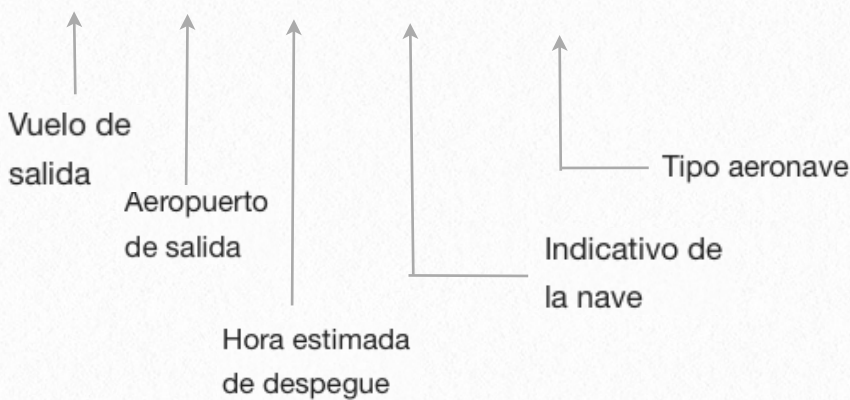 Vuelo de
salida
Aeropuerto
de salida
Hora estimada
de despegue
Indicativo de
la nave
Tipo aeronave